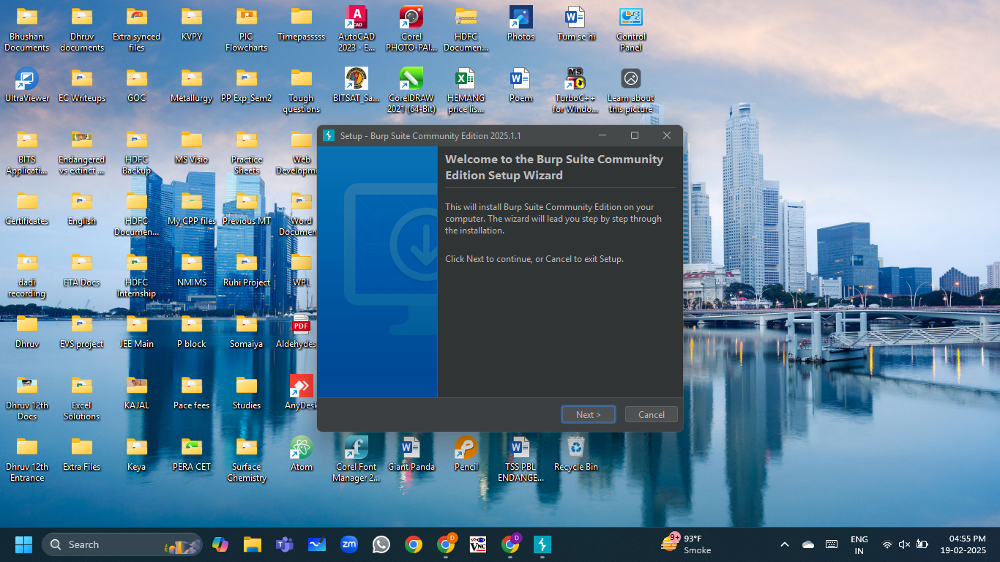 Bhushan
Documents
Dhruv
documents
Extra synced
files
KVPY
PIC
Flowcharts
Timepasssss
AutoCAD
2023 - E...
Corel
PHOTO-PAI...
HDFC
Documen...
Photos
Tum se hi
Control
Panel
UltraViewer
EC Writeups
GOC
Metallurgy
PP Exp_Sem2
Tough
questions
BITSAT_Sa...
CorelDRAW
2021 (64-Bit)
HEMANG
price lis...
Poem
TurboC++
for Windo...
Learn about
this picture
BITS
Applicati...
Endangered
vs extinct ...
HDFC
Backup
MS Visio
Practice
Sheets
Web
Developm
Certificates
English
HDFC
Documen...
My CPP files
Previous MT
Word
Documen
dadi
recording
ETA Docs
HDFC
Internship
NMIMS
Ruhi Project
WPL
Dhruv
EVS project
JEE Main
P block
Somaiya
PDF
Aldehydes
Dhruv 12th
Docs
Excel
Solutions
KAJAL
Pace fees
Studies
AnyDesk
Dhruv 12th
Entrance
Extra Files
Keya
PERA CET
Surface
Chemistry
Atom
Corel Font
Manager 2...
Giant Panda
Pencil
TSS PBL
ENDANGE...
Recycle Bin
Setup - Burp Suite Community Edition 2025.1.1
Welcome to the Burp Suite Community
Edition Setup Wizard
This will install Burp Suite Community Edition on your
computer. The wizard will lead you step by step through
the installation.
Click Next to continue, or Cancel to exit Setup.
Next >
Cancel
Search
zm
D
VNC
D
9+
93°F
Smoke
ENG
IN
04:55 PM
19-02-2025